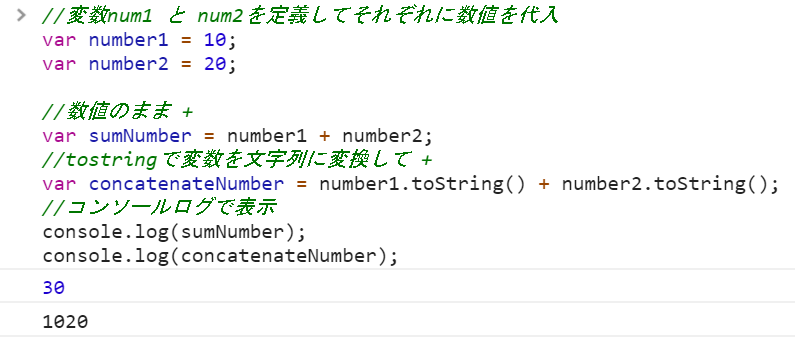 //変数num1 と num2を定義してそれぞれに数値を代入
var number1 = 10;
var number2 = 20;
//数値のまま +
var sumNumber = number1 + number2;
//tostringで変数を文字列に変換して +
var concatenateNumber = number1.toString() + number2.toString();
//コンソールログで表示
console.log(sumNumber);
console.log(concatenateNumber);
30
1020